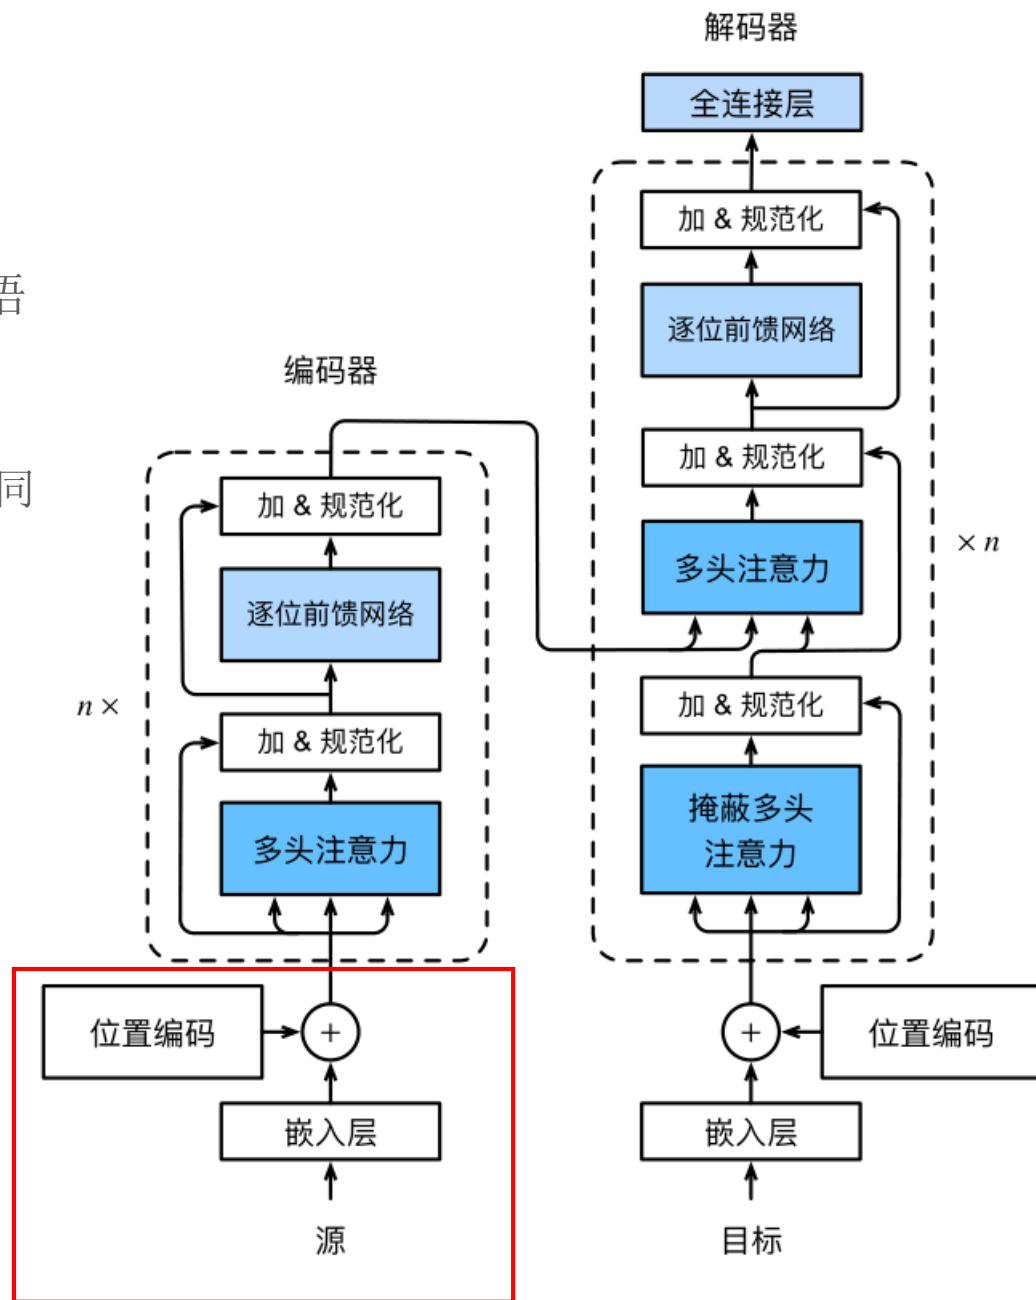 解码器
全连接层
加 & 规范化
逐位前馈网络
加 & 规范化
多头注意力
× n
加 & 规范化
掩蔽多头
注意力
位置编码
嵌入层
目标
语
同
编码器
加 & 规范化
逐位前馈网络
n ×
加 & 规范化
多头注意力
位置编码
嵌入层
源